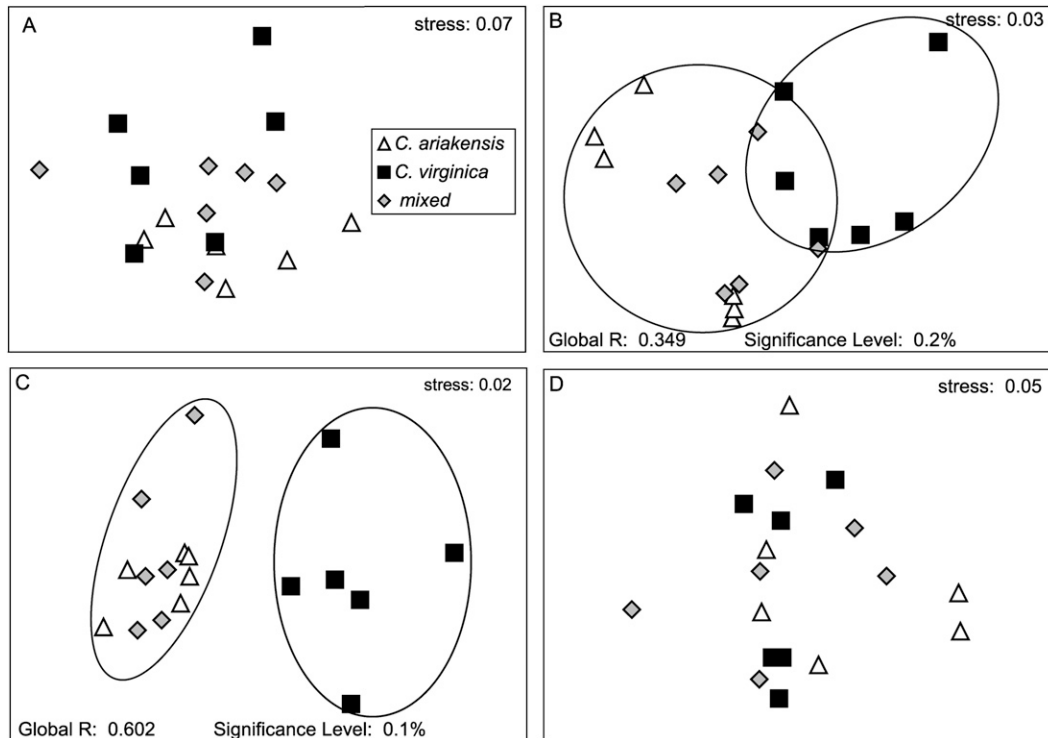 A
stress: 0.07
C. ariakensis
C. virginica
mixed
B
stress: 0.03
Global R: 0.349 Significance Level: 0.2%
C
stress: 0.02
Global R: 0.602 Significance Level: 0.1%
D
stress: 0.05